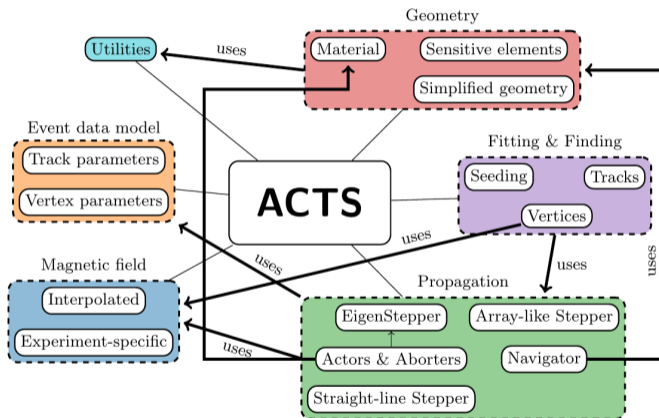 Geometry
Utilities
uses
Material
Sensitive elements
Simplified geometry
Event data model
Track parameters
Vertex parameters
ACTS
Fitting & Finding
Seeding
Tracks
Vertices
uses
uses
uses
uses
Magnetic field
Interpolated
Experiment-specific
uses
Propagation
EigenStepper
Array-like Stepper
Actors & Aborters
Navigator
Straight-line Stepper